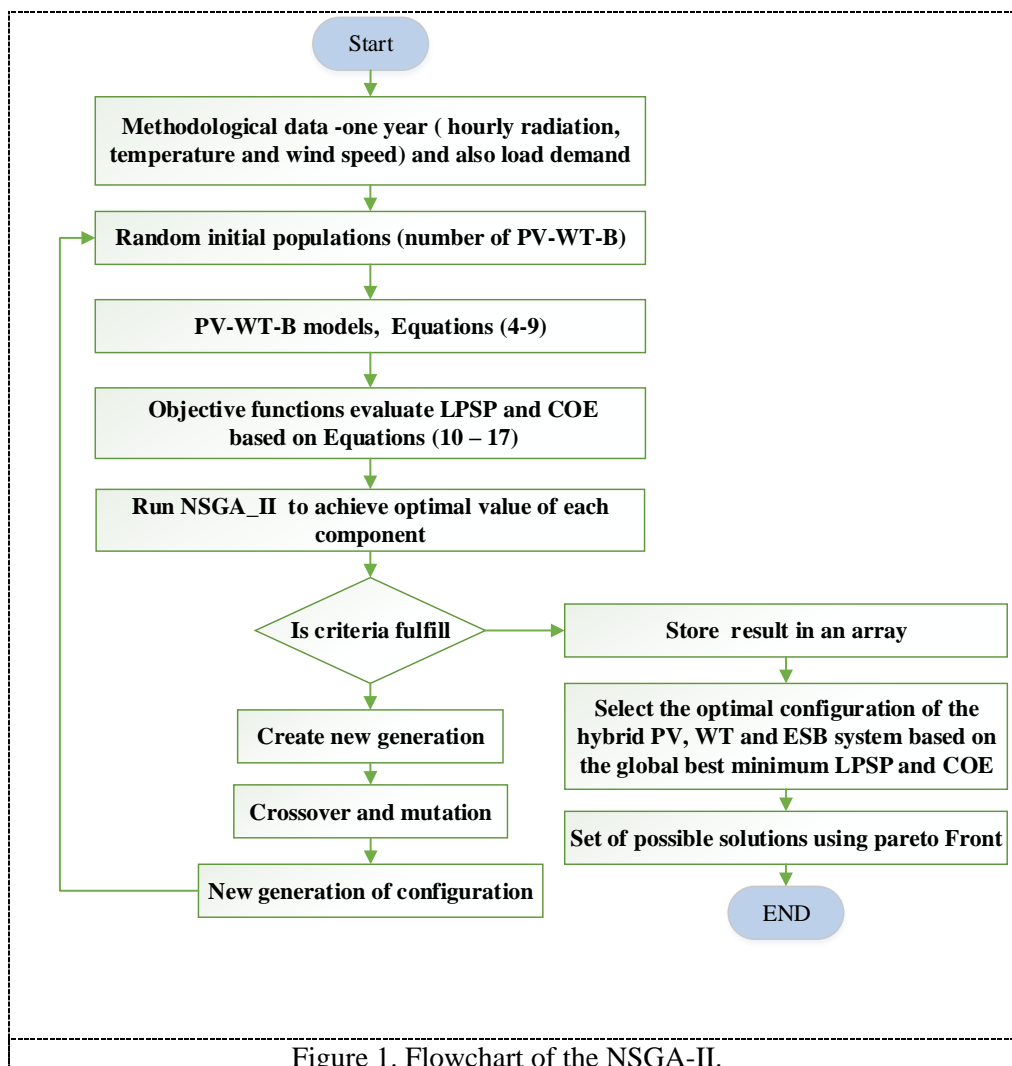 Start
Methodological data -one year ( hourly radiation,
temperature and wind speed) and also load demand
Random initial populations (number of PV-WT-B)
PV-WT-B models, Equations (4-9)
Objective functions evaluate LPSP and COE
based on Equations (10 – 17)
Run NSGA_II to achieve optimal value of each
component
Is criteria fulfill
Store result in an array
Select the optimal configuration of the
hybrid PV, WT and ESB system based on
the global best minimum LPSP and COE
Set of possible solutions using pareto Front
END
Create new generation
Crossover and mutation
New generation of configuration
Figure 1. Flowchart of the NSGA-II.